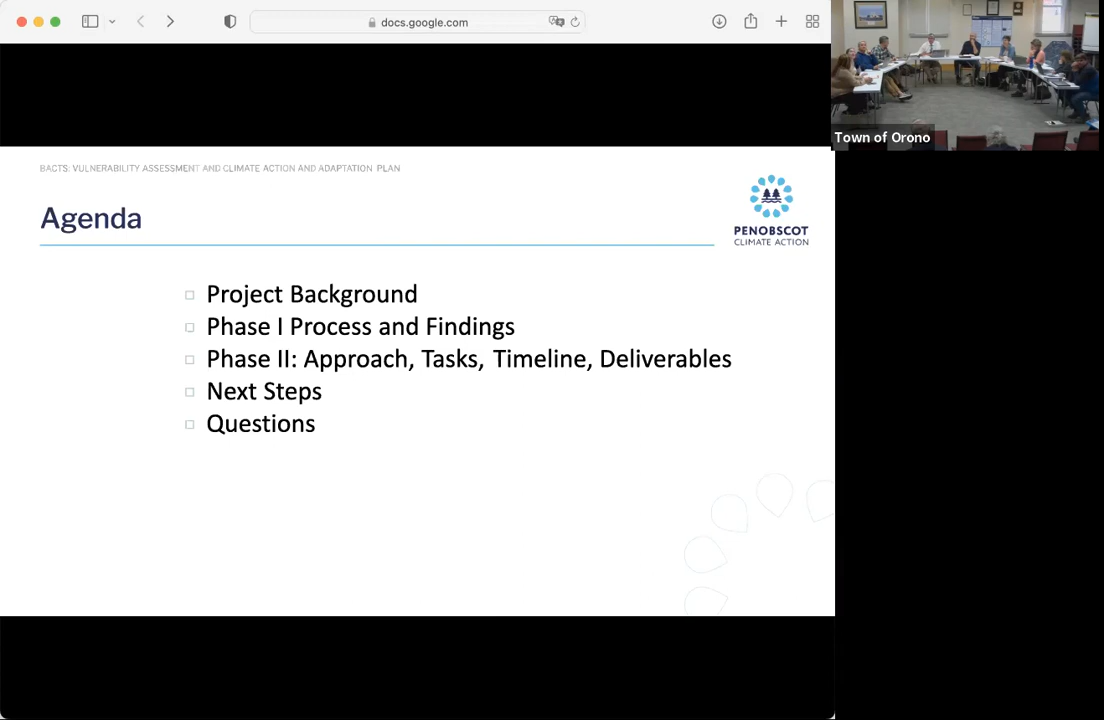 docs.google.com
Town of Orono
BACTS: VULNERABILITY ASSESSMENT AND CLIMATE ACTION AND ADAPTATION PLAN
Agenda
PENOBSCOT
CLIMATE ACTION
Project Background
Phase I Process and Findings
Phase II: Approach, Tasks, Timeline, Deliverables
Next Steps
Questions